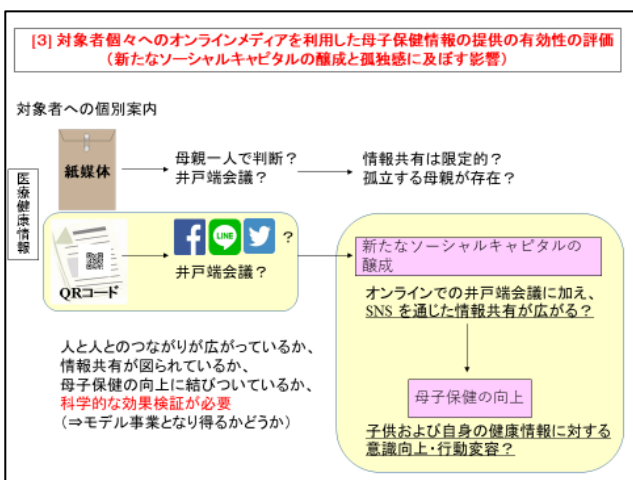 [3] 対象者個々へのオンラインメディアを利用した母子保健情報の提供の有効性の評価
（新たなソーシャルキャピタルの醸成と孤独感に及ぼす影響）
対象者への個別案内
医療健康情報
紙媒体
母親一人で判断？
井戸端会議？
情報共有は限定的？
孤立する母親が存在？
QRコード
LINE
？
井戸端会議？
新たなソーシャルキャピタルの
醸成
オンラインでの井戸端会議に加え、
SNS を通じた情報共有が広がる？
人と人とのつながりが広がっているか、
情報共有が図られているか、
母子保健の向上に結びついているか、
科学的な効果検証が必要
（⇒モデル事業となり得るかどうか）
母子保健の向上
子供および自身の健康情報に対する
意識向上・行動変容？